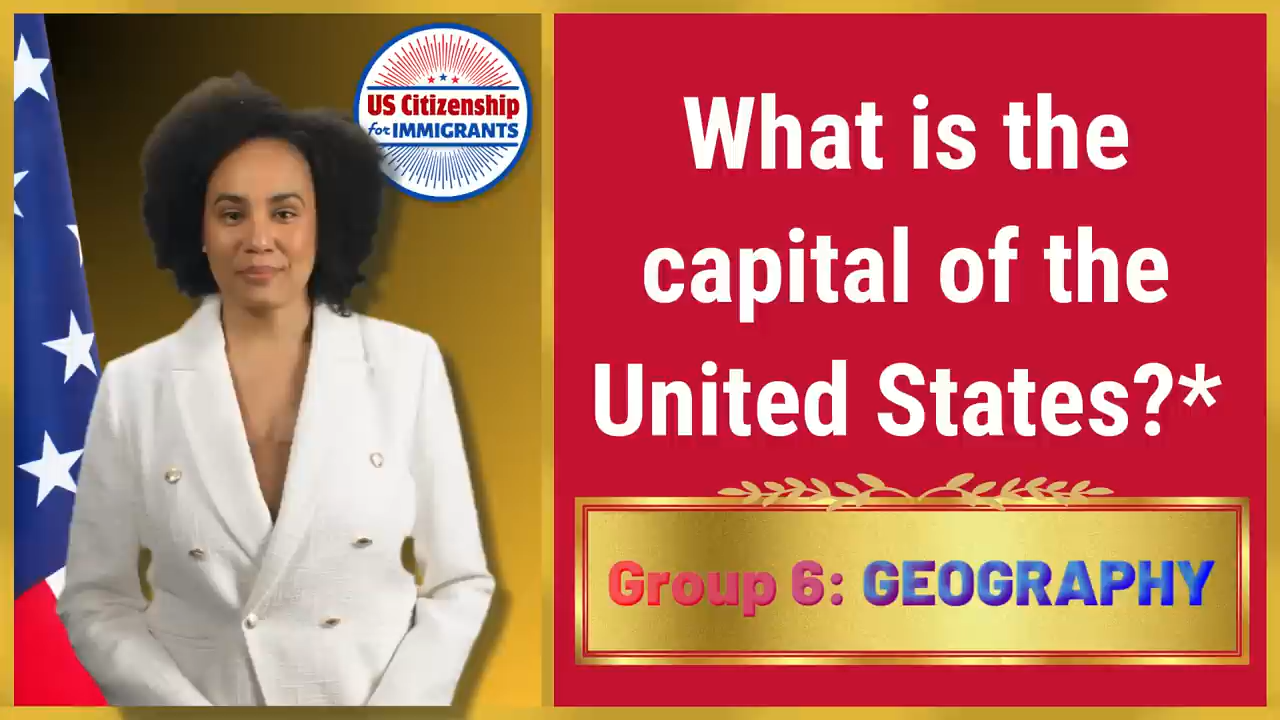 US Citizenship
for IMMIGRANTS
What is the
capital of the
United States?*
Group 6: GEOGRAPHY